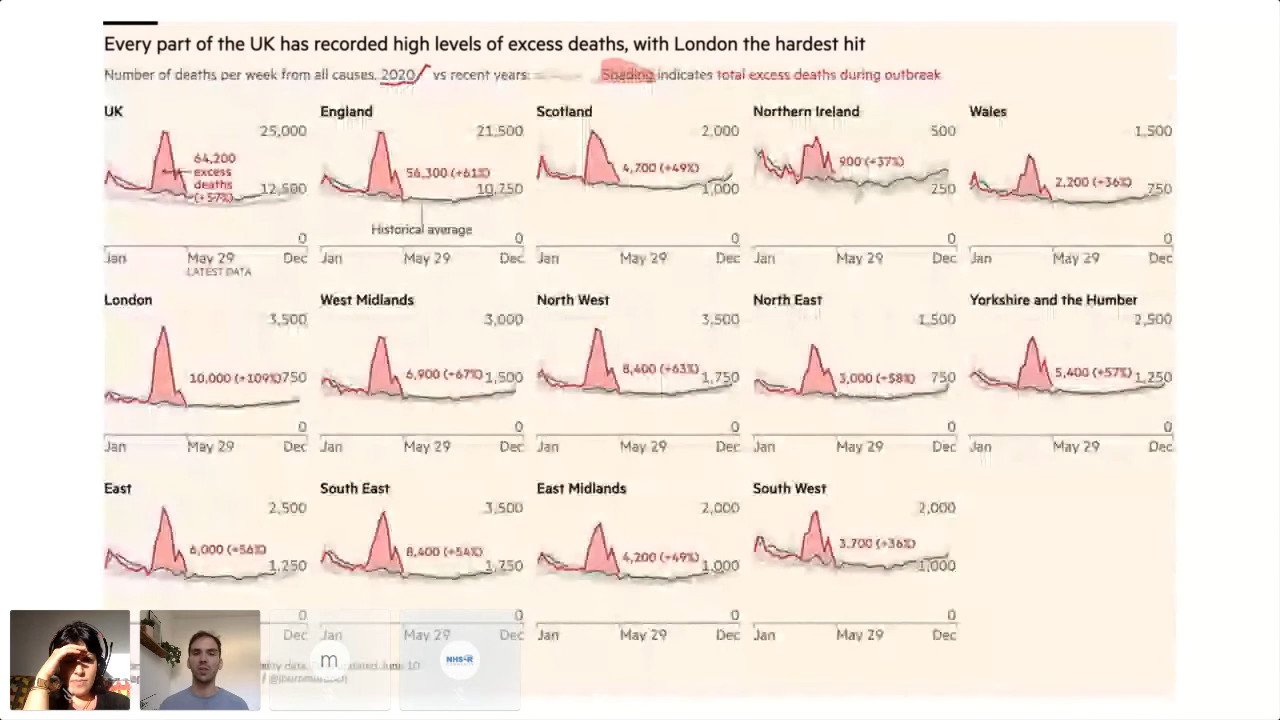 Every part of the UK has recorded high levels of excess deaths, with London the hardest hit
Number of deaths per week from all causes, 2020 vs recent years: Shading indicates total excess deaths during outbreak
UK England Scotland Northern Ireland Wales
25,000 21,500 2,000 500 1,500
64,200 excess deaths (+57%) 56,300 (+61%) 4,700 (+49%) 900 (+37%) 2,200 (+36%)
12,500 10,750 1,000 250 750
Historical average
0 0 0 0 0
Jan May 29 Dec Jan May 29 Dec Jan May 29 Dec Jan May 29 Dec Jan May 29 Dec
LATEST DATA
London West Midlands North West North East Yorkshire and the Humber
3,500 3,000 3,500 1,500 2,500
10,000 (+109%) 750 6,900 (+67%) 1,500 8,400 (+63%) 1,750 3,000 (+58%) 750 5,400 (+57%) 1,250
0 0 0 0 0
Jan May 29 Dec Jan May 29 Dec Jan May 29 Dec Jan May 29 Dec Jan May 29 Dec
East South East East Midlands South West
2,500 3,500 2,000 2,000
6,000 (+56%) 1,250 8,400 (+54%) 1,750 4,200 (+49%) 1,000 3,700 (+36%) 1,000
0 0 0 0
Dec Jan May 29 Dec Jan May 29 Dec Jan May 29 Dec
m NHS-R
data. June 10